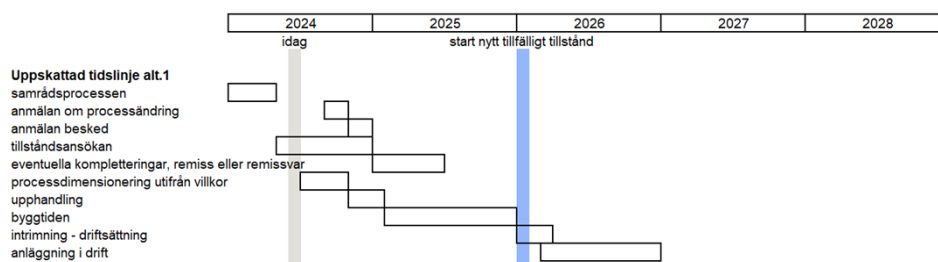 2024 2025 2026 2027 2028
idag start nytt tillfälligt tillstånd
Uppskattad tidslinje alt.1
samrådsprocessen
anmälan om processändring
anmälan besked
tillståndsansökan
eventuella kompletteringar, remiss eller remissvar
processdimensionering utifrån villkor
upphandling
byggtiden
intrimning - driftsättning
anläggning i drift